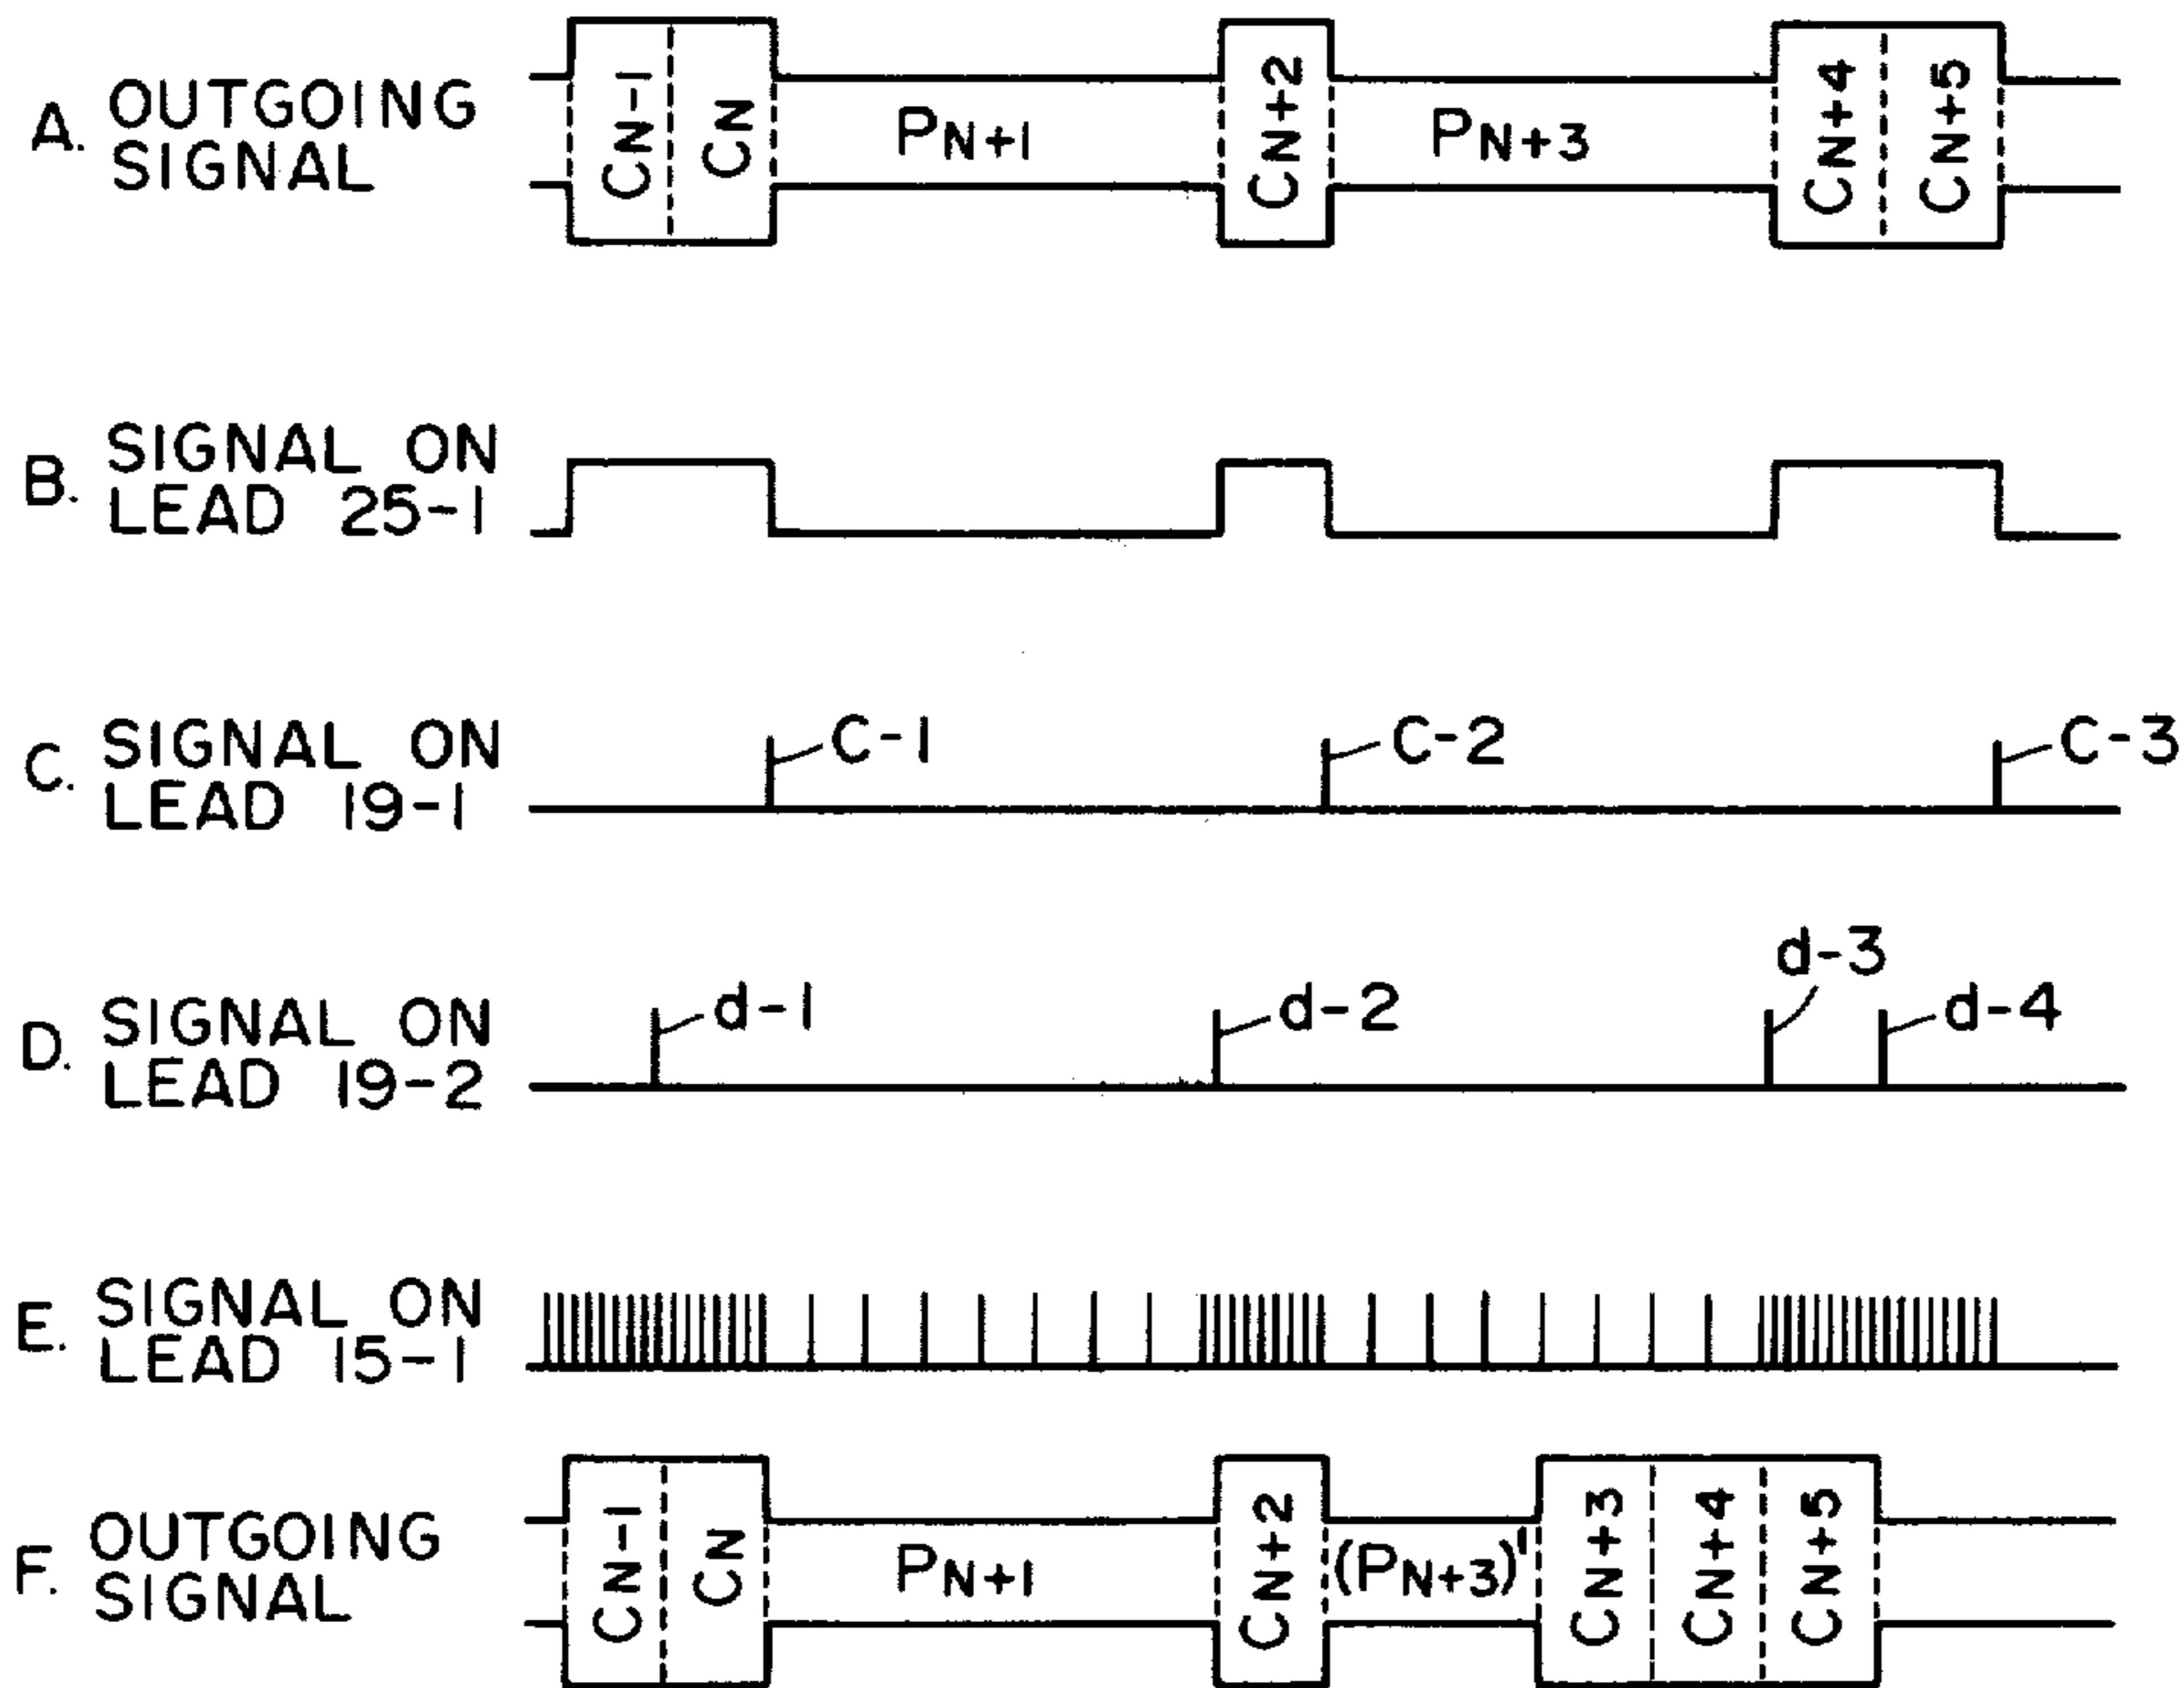 A. OUTGOING SIGNAL
CN-1 CN PN+1 CN+2 PN+3 CN+4 CN+5
B. SIGNAL ON LEAD 25-1
C. SIGNAL ON LEAD 19-1
C-1 C-2 C-3
D. SIGNAL ON LEAD 19-2
d-1 d-2 d-3 d-4
E. SIGNAL ON LEAD 15-1
F. OUTGOING SIGNAL
CN-1 CN PN+1 CN+2 (PN+3)' CN+3 CN+4 CN+5